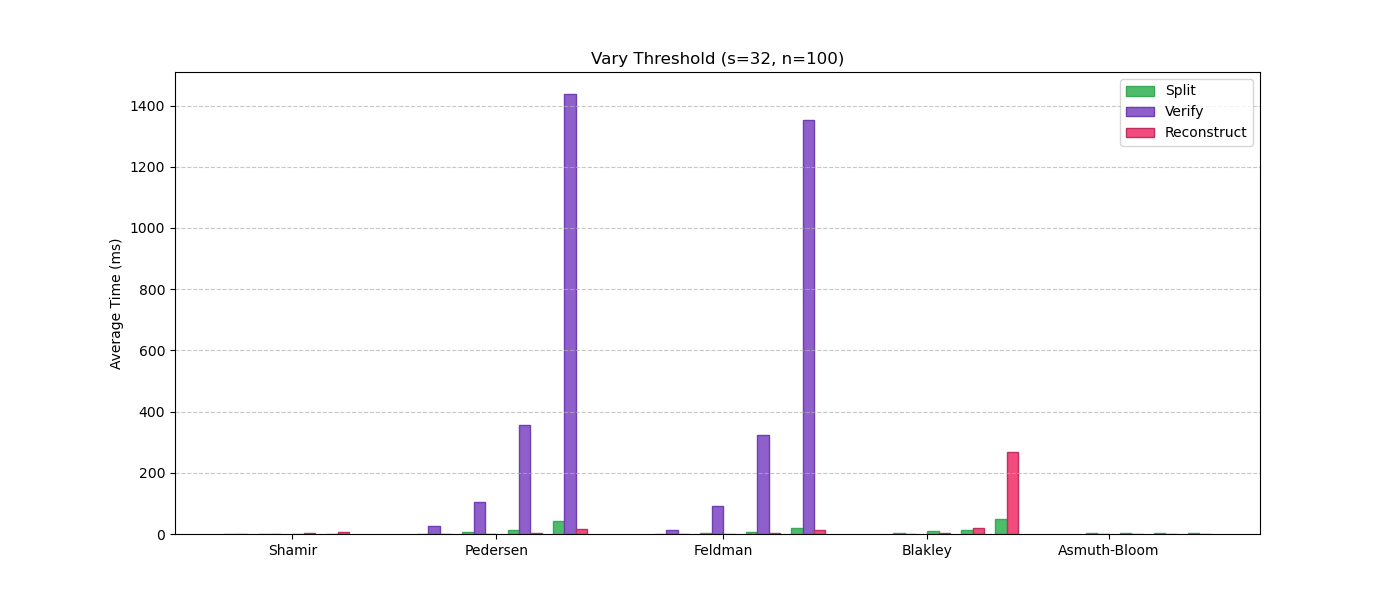 Vary Threshold (s=32, n=100)
Split
Verify
Reconstruct
Average Time (ms)
1400
1200
1000
800
600
400
200
0
Shamir Pedersen Feldman Blakley Asmuth-Bloom